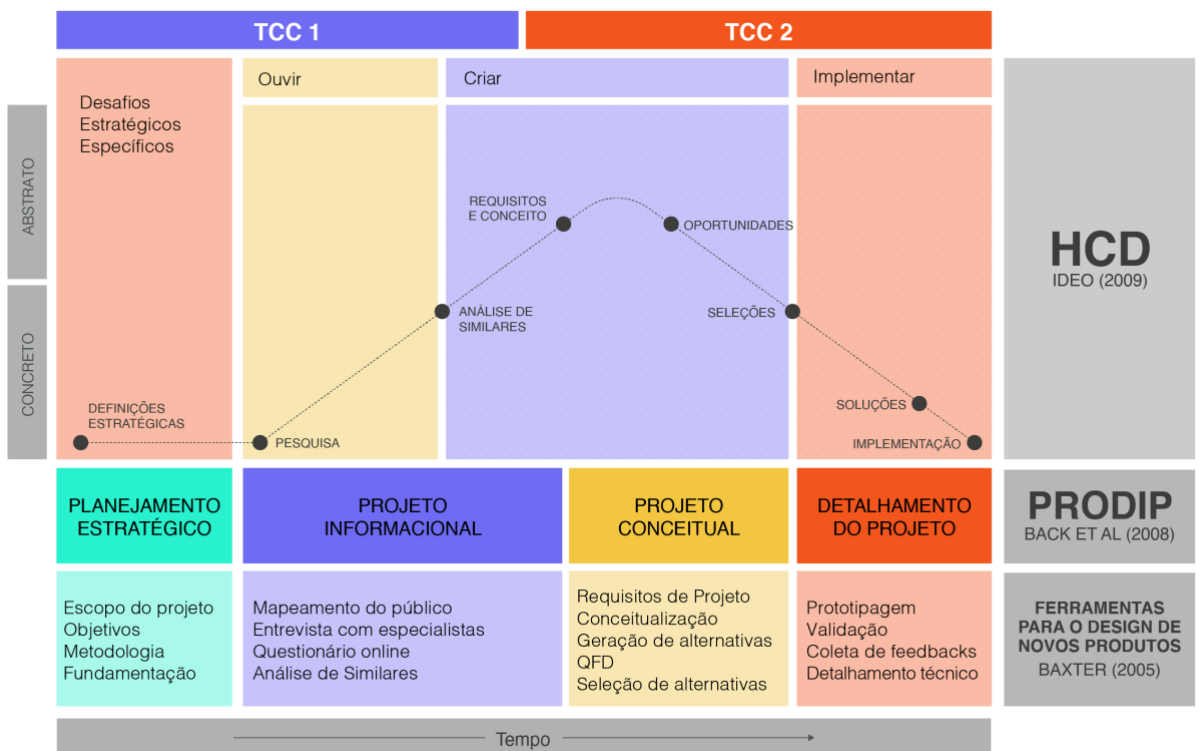 TCC 1
TCC 2
Desafios
Estratégicos
Específicos
Ouvir
Criar
Implementar
ABSTRATO
CONCRETO
DEFINIÇÕES
ESTRATÉGICAS
PESQUISA
ANÁLISE DE
SIMILARES
REQUISITOS
E CONCEITO
OPORTUNIDADES
SELEÇÕES
SOLUÇÕES
IMPLEMENTAÇÃO
HCD
IDEO (2009)
PLANEJAMENTO
ESTRATÉGICO
PROJETO
INFORMACIONAL
PROJETO
CONCEITUAL
DETALHAMENTO
DO PROJETO
PRODIP
BACK ET AL (2008)
Escopo do projeto
Objetivos
Metodologia
Fundamentação
Mapeamento do público
Entrevista com especialistas
Questionário online
Análise de Similares
Requisitos de Projeto
Conceitualização
Geração de alternativas
QFD
Seleção de alternativas
Prototipagem
Validação
Coleta de feedbacks
Detalhamento técnico
FERRAMENTAS
PARA O DESIGN DE
NOVOS PRODUTOS
BAXTER (2005)
Tempo